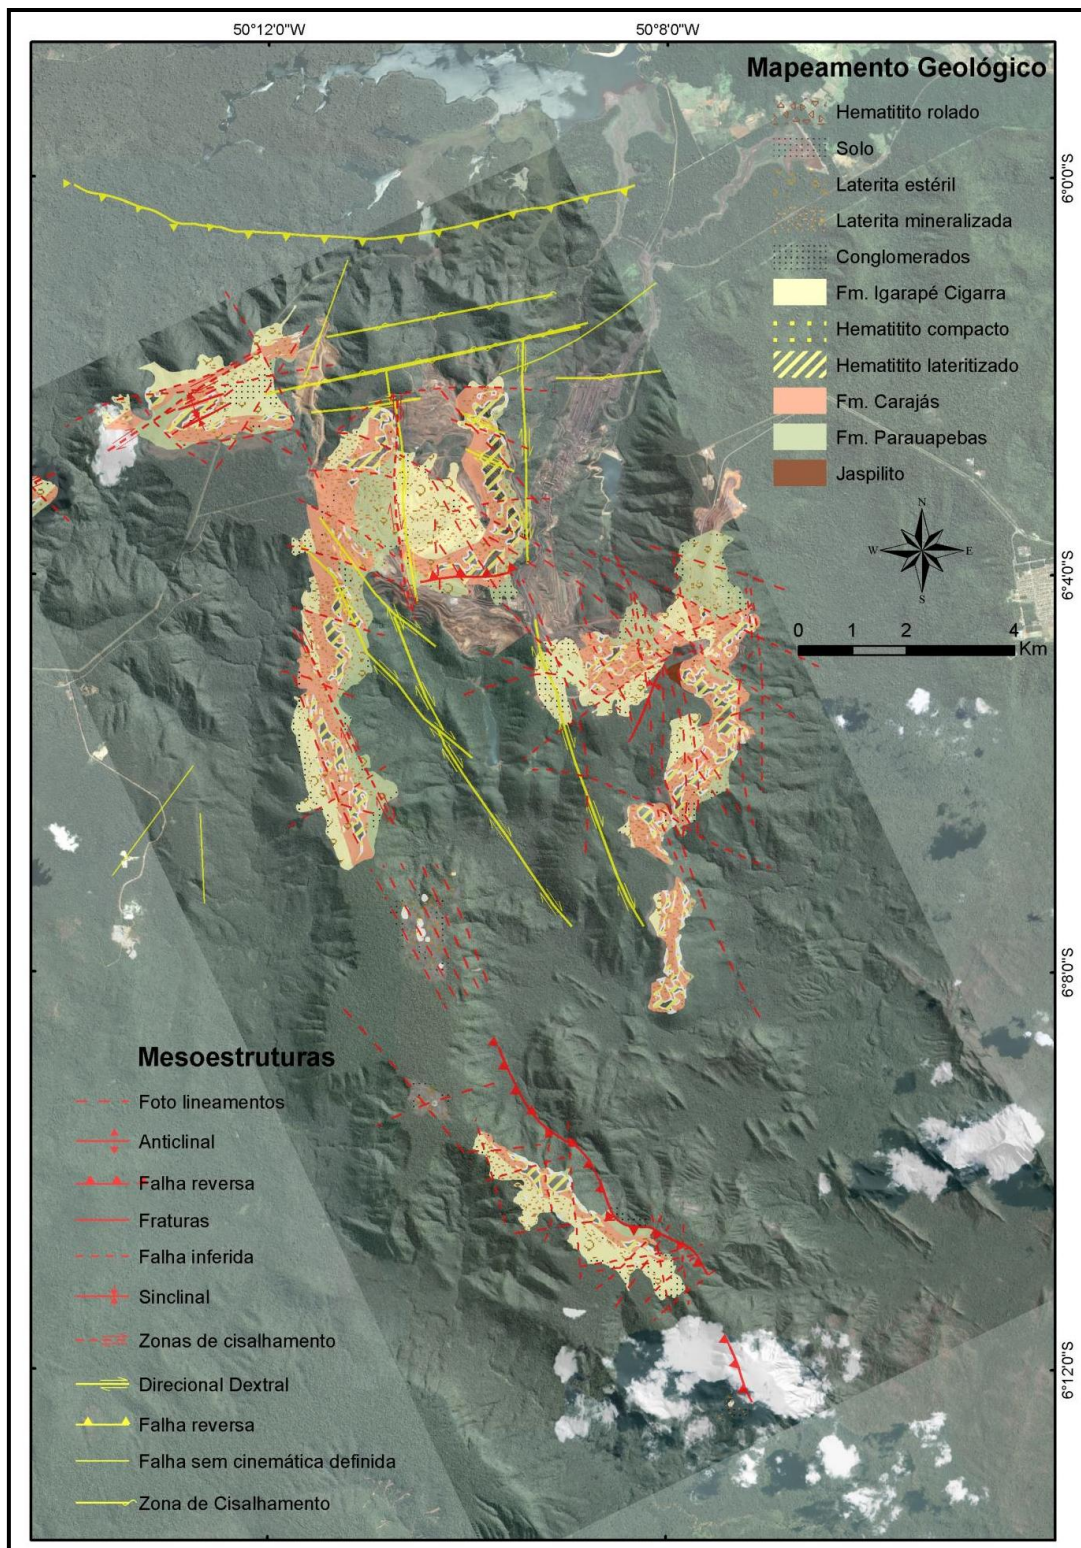 50°12'0"W
50°8'0"W
Mapeamento Geológico
Hematitito rolado
Solo
Laterita estéril
Laterita mineralizada
Conglomerados
Fm. Igarapé Cigarra
Hematitito compacto
Hematitito lateritizado
Fm. Carajás
Fm. Parauapebas
Jaspilito
N
W
E
S
0
1
2
4
Km
6°0'0"S
6°4'0"S
6°8'0"S
6°12'0"S
Mesoestruturas
Foto lineamentos
Anticlinal
Falha reversa
Fraturas
Falha inferida
Sinclinal
Zonas de cisalhamento
Direcional Dextral
Falha reversa
Falha sem cinemática definida
Zona de Cisalhamento